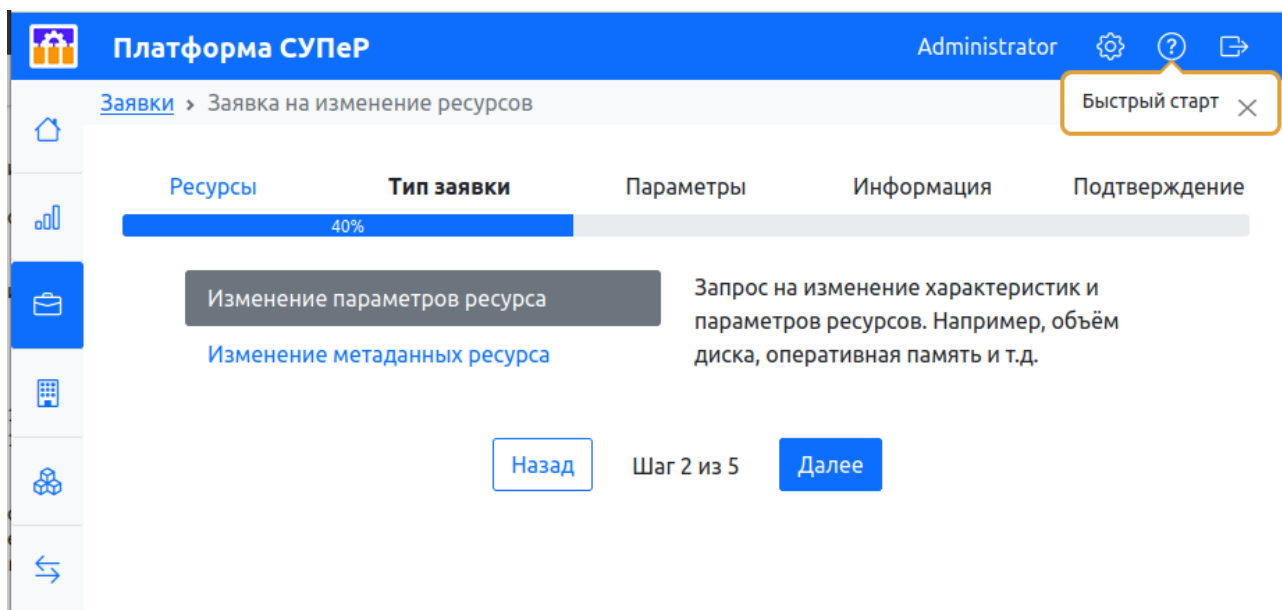 Платформа СУПеР
Administrator
Быстрый старт
Заявки › Заявка на изменение ресурсов
Ресурсы Тип заявки Параметры Информация Подтверждение
40%
Изменение параметров ресурса
Изменение метаданных ресурса
Запрос на изменение характеристик и
параметров ресурсов. Например, объём
диска, оперативная память и т.д.
Назад Шаг 2 из 5 Далее